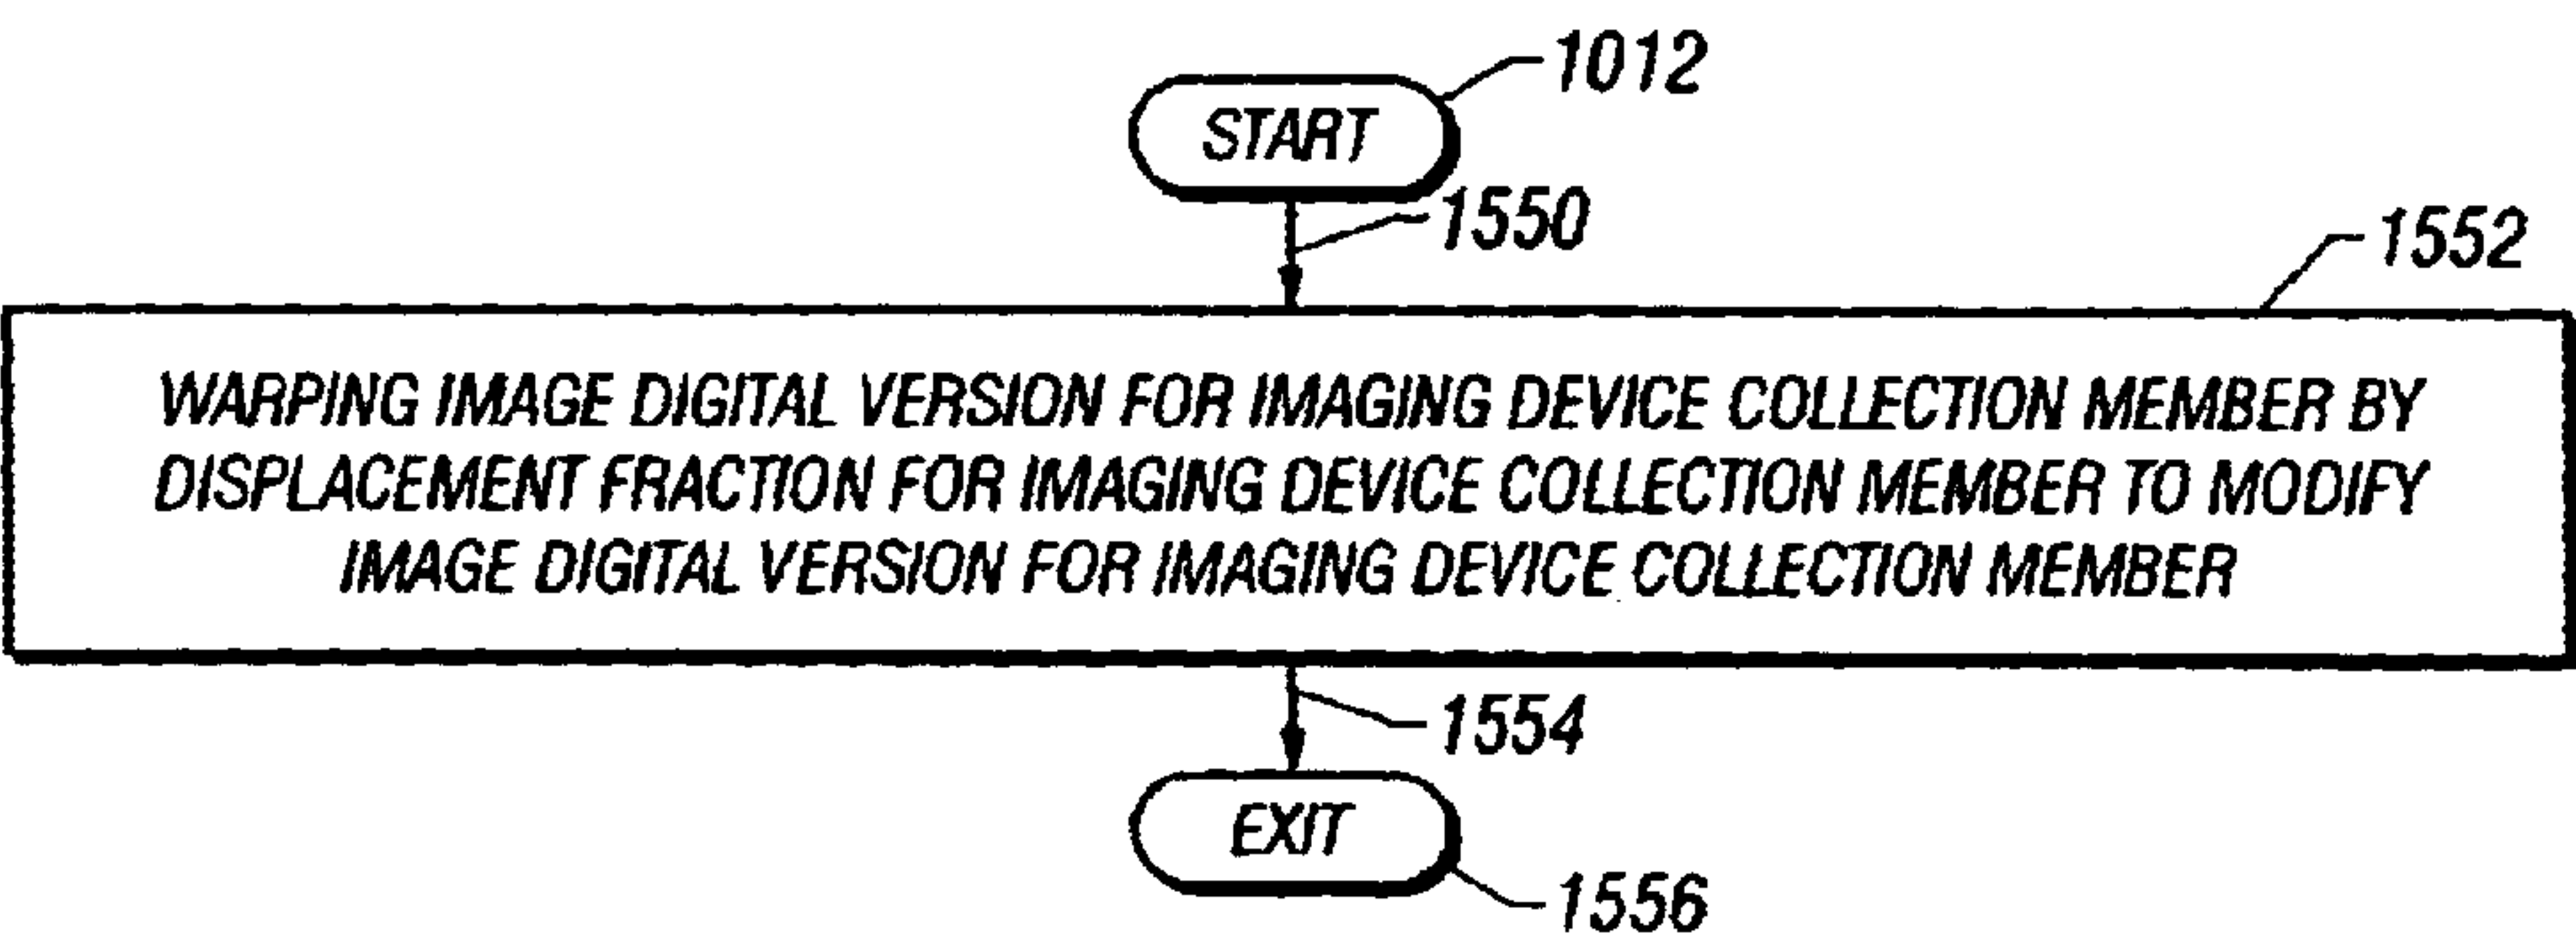 1012
START
1550
1552
WARPING IMAGE DIGITAL VERSION FOR IMAGING DEVICE COLLECTION MEMBER BY
DISPLACEMENT FRACTION FOR IMAGING DEVICE COLLECTION MEMBER TO MODIFY
IMAGE DIGITAL VERSION FOR IMAGING DEVICE COLLECTION MEMBER
1554
EXIT
1556